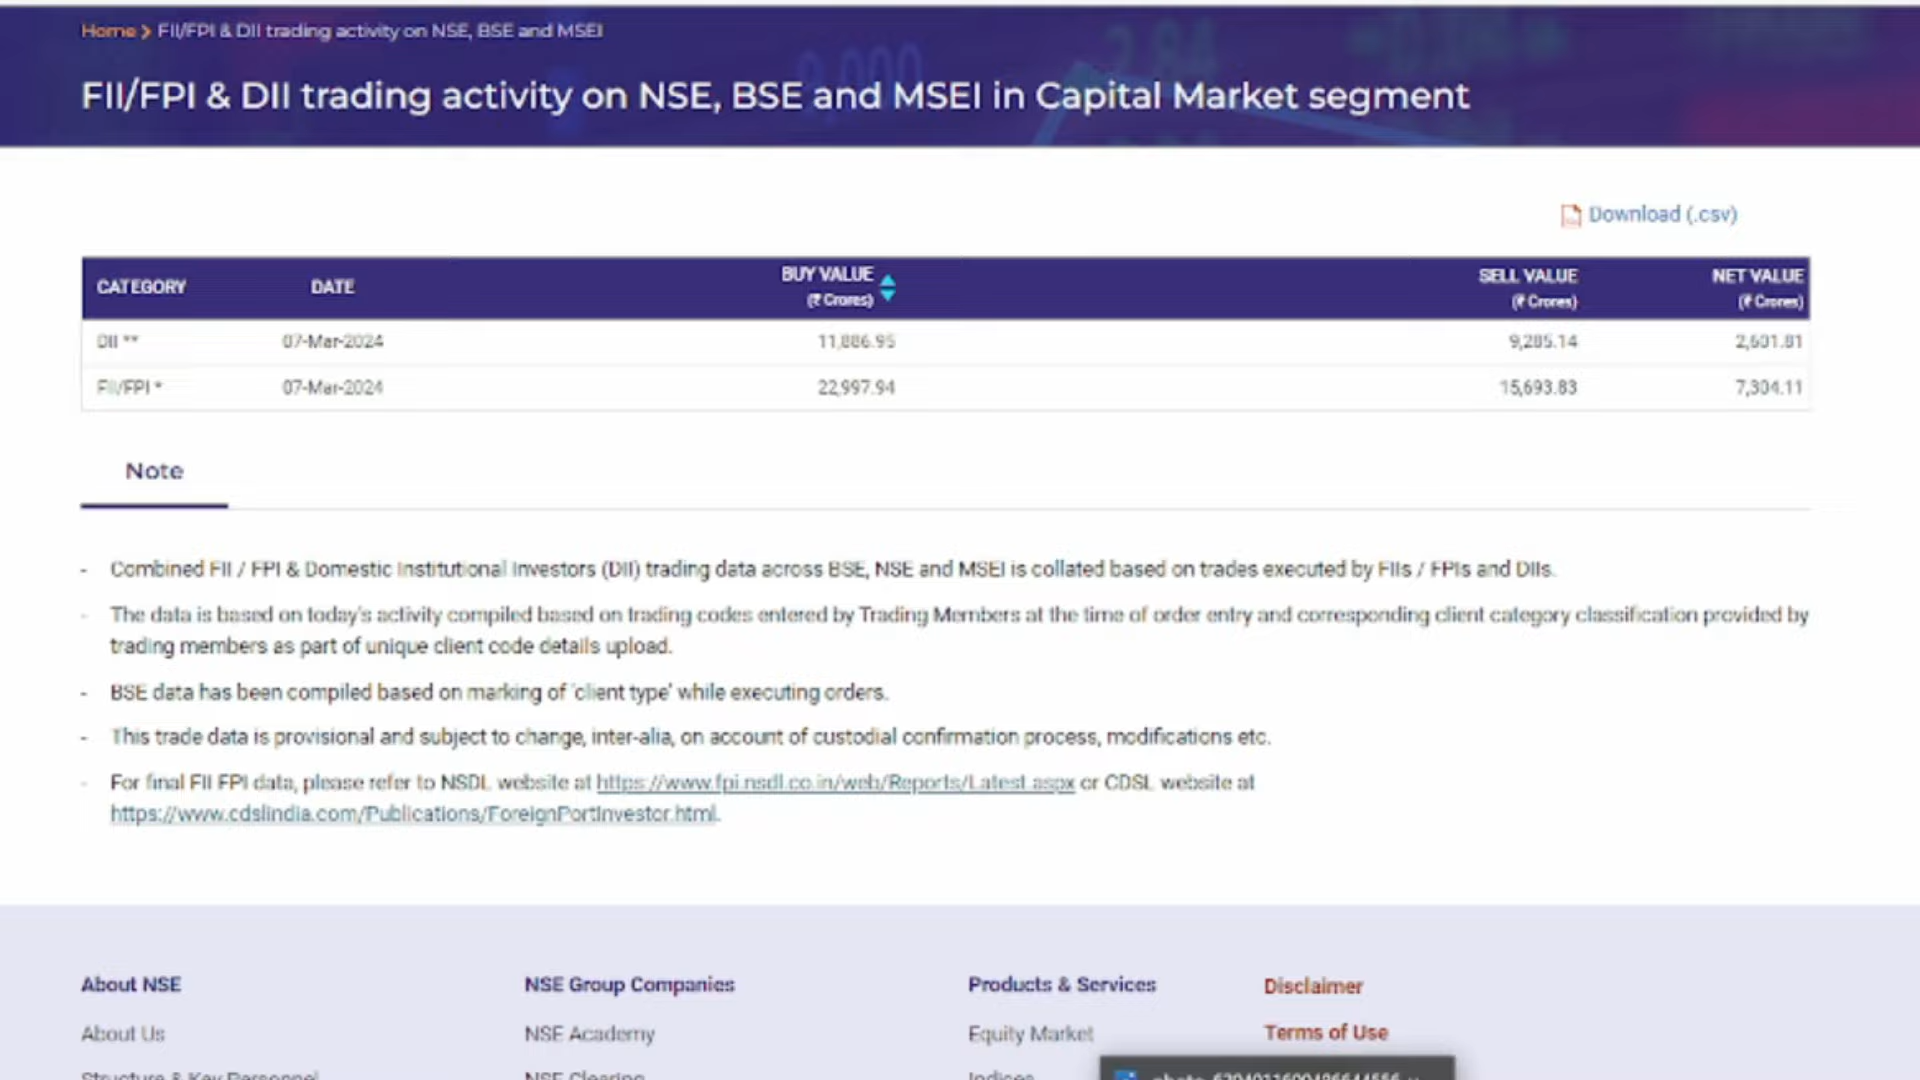 Home > FII/FPI & DII trading activity on NSE, BSE and MSEI
FII/FPI & DII trading activity on NSE, BSE and MSEI in Capital Market segment
Download (.csv)
CATEGORY DATE BUY VALUE (₹ Crores) SELL VALUE (₹ Crores) NET VALUE (₹ Crores)
DII ** 07-Mar-2024 11,886.95 9,285.14 2,601.81
FII/FPI * 07-Mar-2024 22,997.94 15,693.83 7,304.11
Note
- Combined FII / FPI & Domestic Institutional Investors (DII) trading data across BSE, NSE and MSEI is collated based on trades executed by FIIs / FPIs and DIIs.
- The data is based on today's activity compiled based on trading codes entered by Trading Members at the time of order entry and corresponding client category classification provided by
trading members as part of unique client code details upload.
- BSE data has been compiled based on marking of 'client type' while executing orders.
- This trade data is provisional and subject to change, inter-alia, on account of custodial confirmation process, modifications etc.
- For final FII FPI data, please refer to NSDL website at https://www.fpi.nsdl.co.in/web/Reports/Latest.aspx or CDSL website at
https://www.cdslindia.com/Publications/ForeignPortInvestor.html.
About NSE NSE Group Companies Products & Services Disclaimer
About Us NSE Academy Equity Market Terms of Use
Structure & Key Personnel NSE Clearing Indices